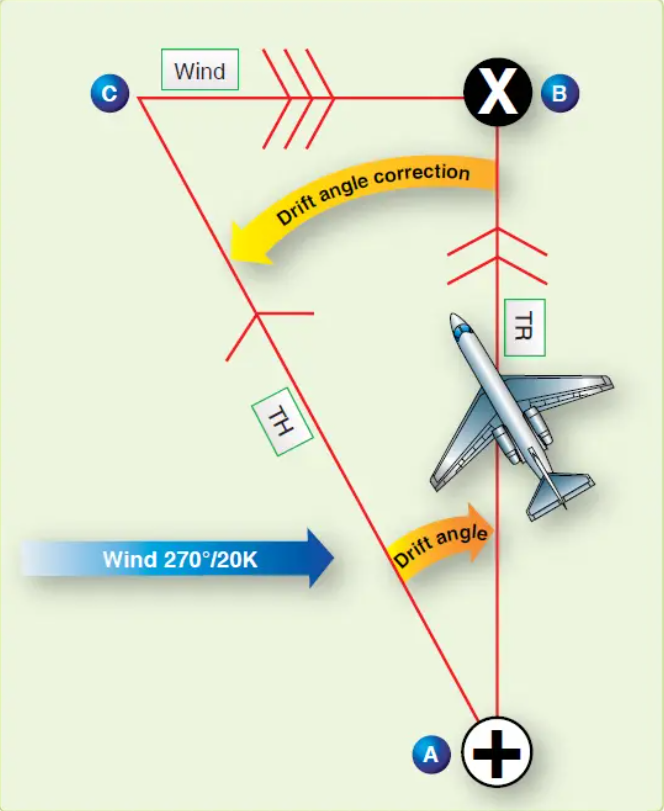 Wind
C
X
B
Drift angle correction
TR
TH
Drift angle
Wind 270°/20K
A